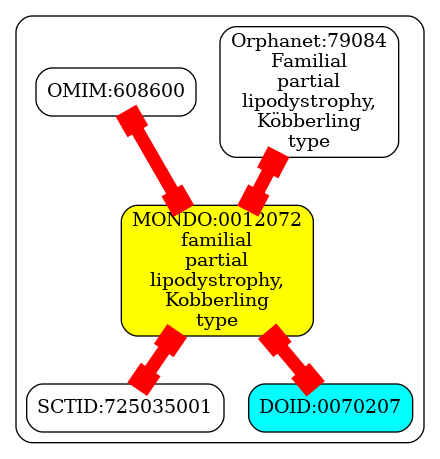 OMIM:608600
Orphanet:79084
Familial
partial
lipodystrophy,
Köbberling
type
MONDO:0012072
familial
partial
lipodystrophy,
Kobberling
type
SCTID:725035001
DOID:0070207